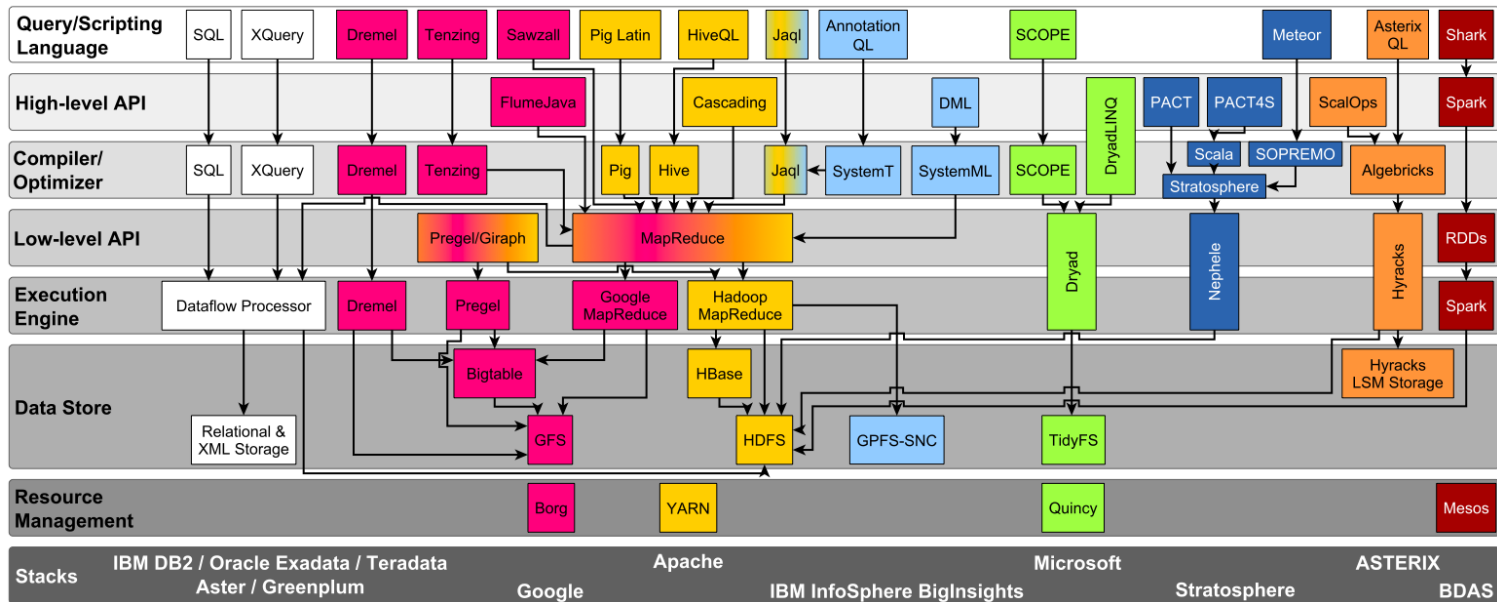 Query/Scripting
Language
SQL
XQuery
Dremel
Tenzing
Sawzall
Pig Latin
HiveQL
Jaql
Annotation
QL
SCOPE
Meteor
Asterix
QL
Shark
High-level API
FlumeJava
Cascading
DML
DryadLINQ
PACT
PACT4S
ScalOps
Spark
Compiler/
Optimizer
SQL
XQuery
Dremel
Tenzing
Pig
Hive
Jaql
SystemT
SystemML
SCOPE
Scala
SOPREMO
Stratosphere
Algebricks
Low-level API
Pregel/Giraph
MapReduce
Dryad
Nephele
Hyracks
RDDs
Execution
Engine
Dataflow Processor
Dremel
Pregel
Google
MapReduce
Hadoop
MapReduce
Spark
Data Store
Bigtable
HBase
Hyracks
LSM Storage
Relational &
XML Storage
GFS
HDFS
GPFS-SNC
TidyFS
Resource
Management
Borg
YARN
Quincy
Mesos
Stacks
IBM DB2 / Oracle Exadata / Teradata
Aster / Greenplum
Google
Apache
IBM InfoSphere BigInsights
Microsoft
Stratosphere
ASTERIX
BDAS